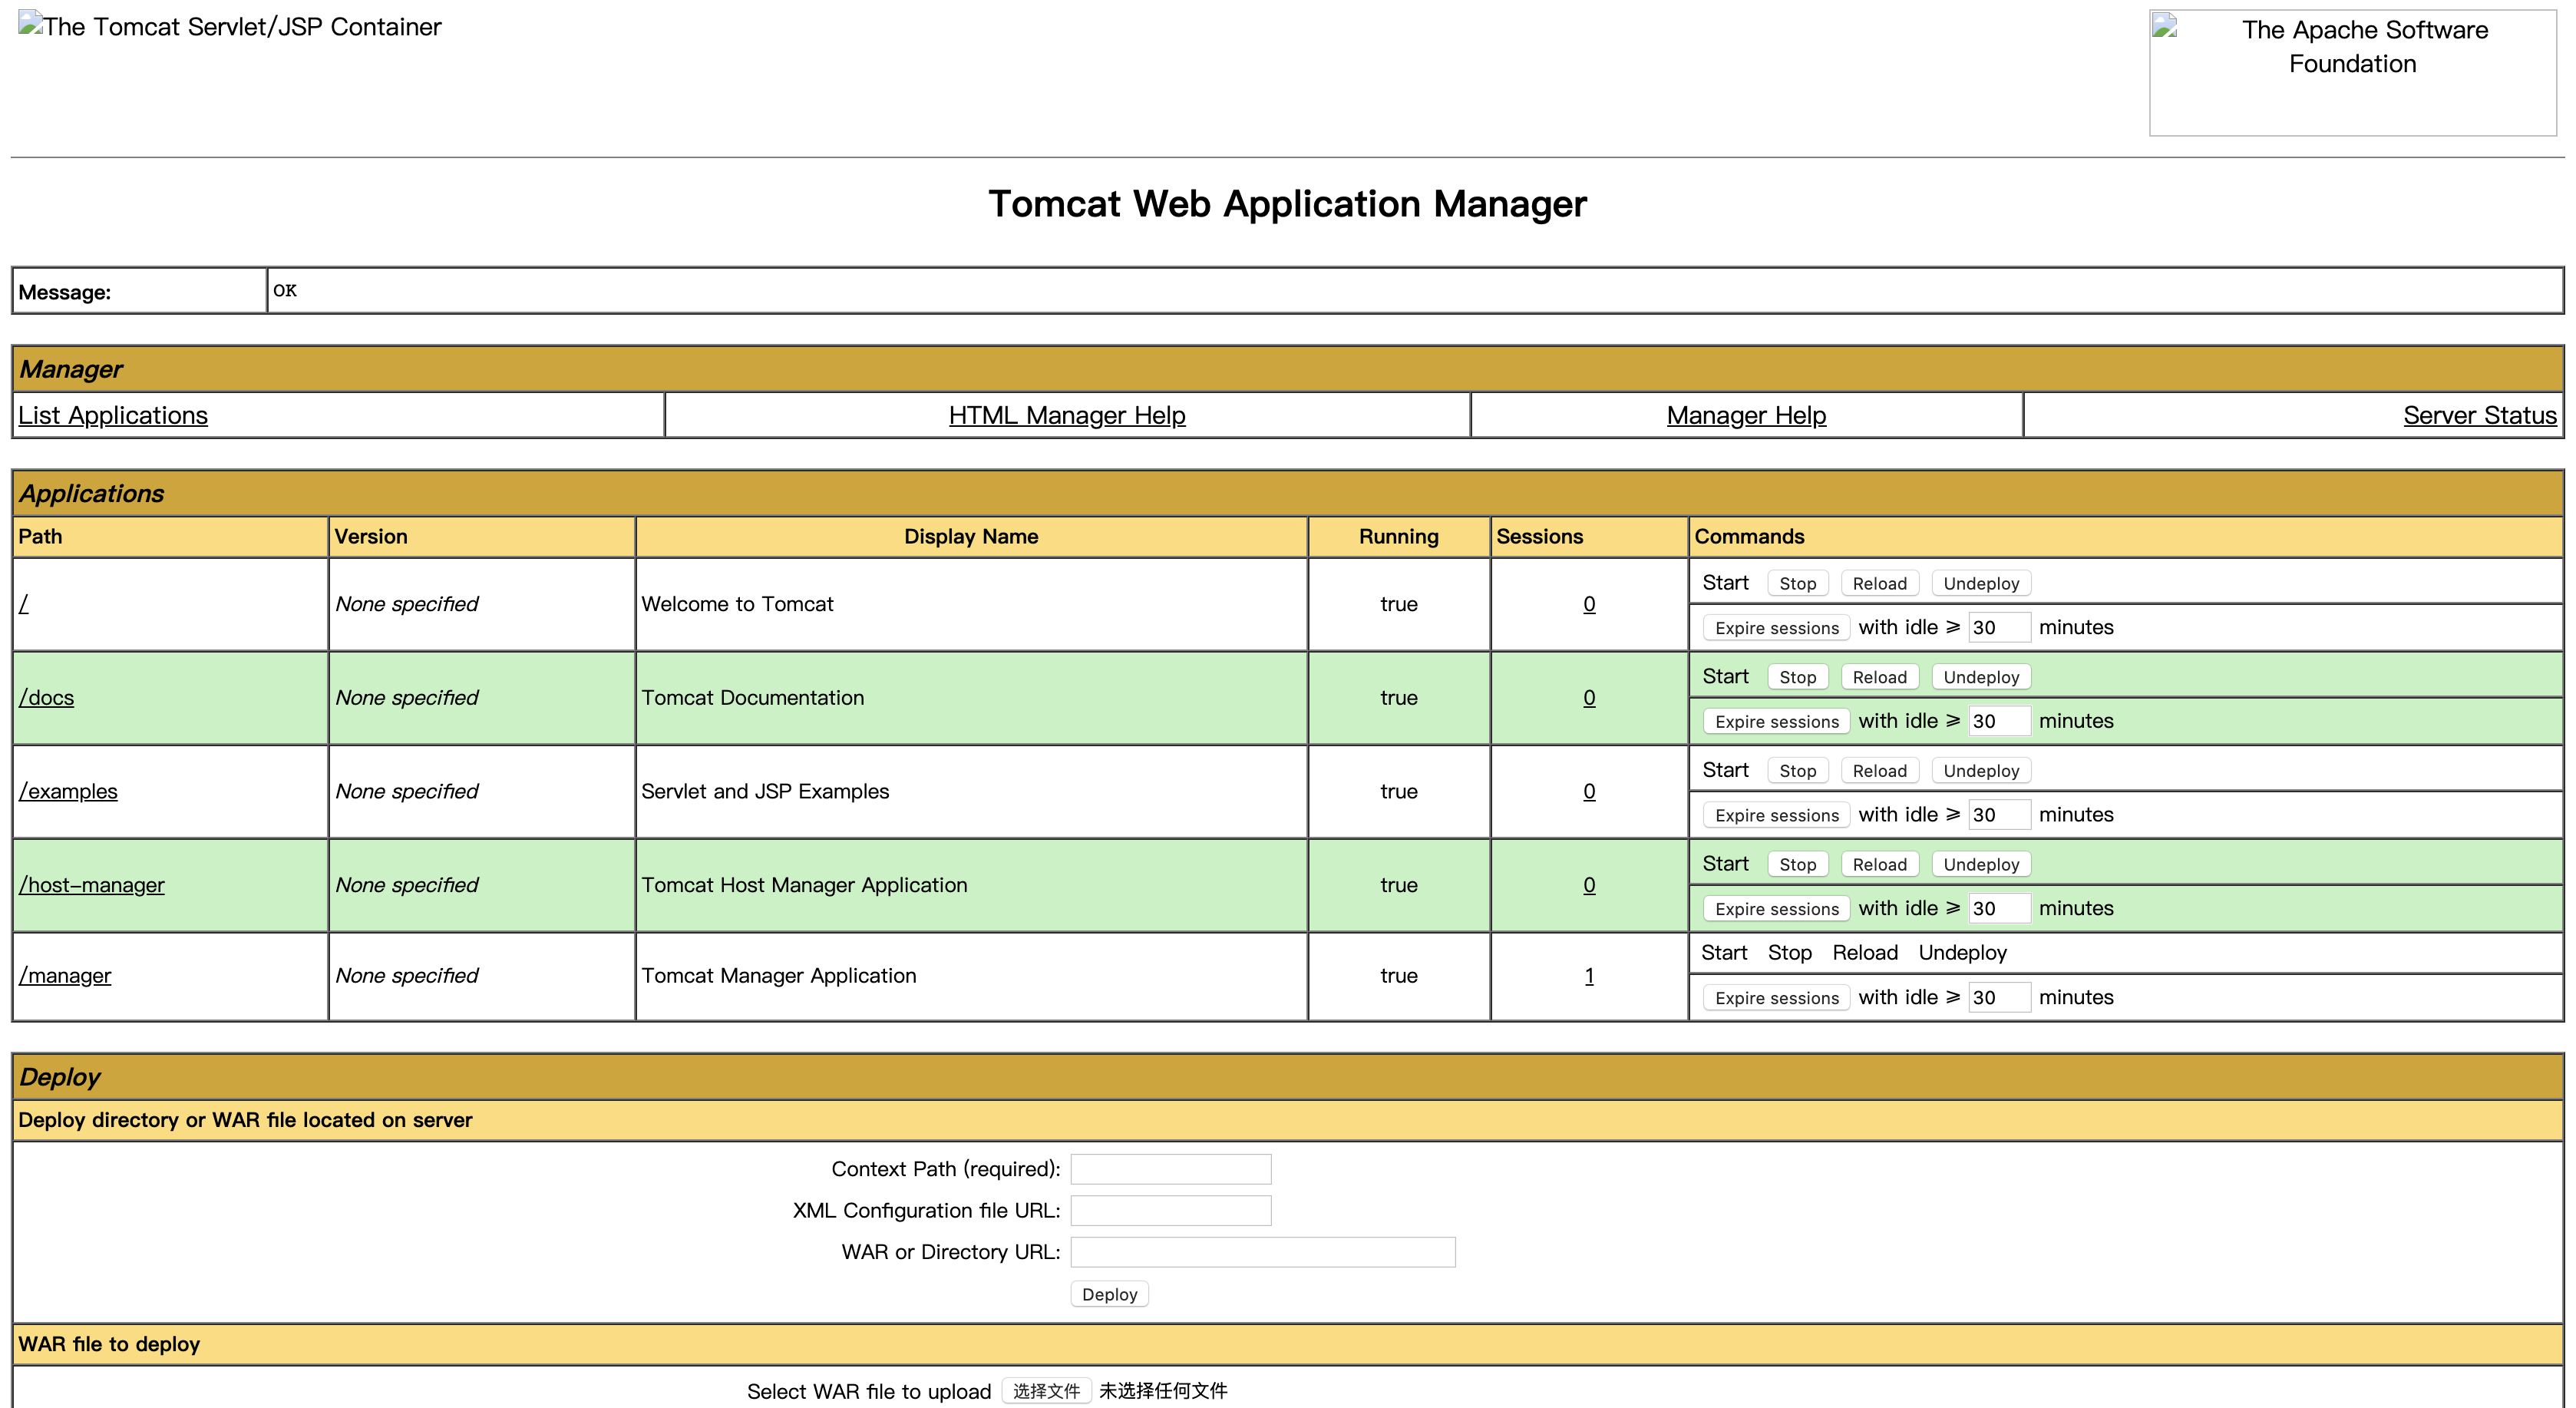 The Tomcat Servlet/JSP Container
The Apache Software
Foundation
Tomcat Web Application Manager
Message: OK
Manager
List Applications HTML Manager Help Manager Help Server Status
Applications
Path Version Display Name Running Sessions Commands
/ None specified Welcome to Tomcat true 0
Start Stop Reload Undeploy
Expire sessions with idle ≥ 30 minutes
/docs None specified Tomcat Documentation true 0
Start Stop Reload Undeploy
Expire sessions with idle ≥ 30 minutes
/examples None specified Servlet and JSP Examples true 0
Start Stop Reload Undeploy
Expire sessions with idle ≥ 30 minutes
/host-manager None specified Tomcat Host Manager Application true 0
Start Stop Reload Undeploy
Expire sessions with idle ≥ 30 minutes
/manager None specified Tomcat Manager Application true 1
Start Stop Reload Undeploy
Expire sessions with idle ≥ 30 minutes
Deploy
Deploy directory or WAR file located on server
Context Path (required):
XML Configuration file URL:
WAR or Directory URL:
Deploy
WAR file to deploy
Select WAR file to upload 选择文件 未选择任何文件